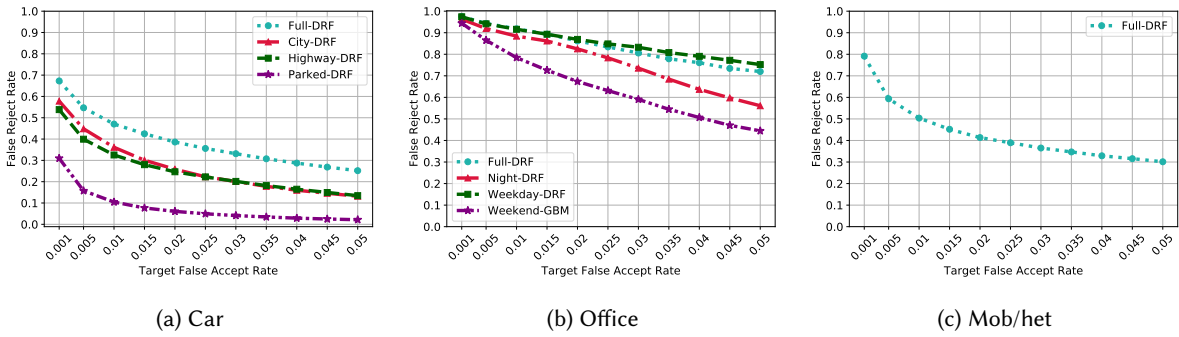 1.0
0.9
0.8
0.7
0.6
0.5
0.4
0.3
0.2
0.1
0.0
False Reject Rate
Full-DRF
City-DRF
Highway-DRF
Parked-DRF
0.001 0.005 0.01 0.015 0.02 0.025 0.03 0.035 0.04 0.045 0.05
Target False Accept Rate
(a) Car
1.0
0.9
0.8
0.7
0.6
0.5
0.4
0.3
0.2
0.1
0.0
False Reject Rate
Full-DRF
Night-DRF
Weekday-DRF
Weekend-GBM
0.001 0.005 0.01 0.015 0.02 0.025 0.03 0.035 0.04 0.045 0.05
Target False Accept Rate
(b) Office
1.0
0.9
0.8
0.7
0.6
0.5
0.4
0.3
0.2
0.1
0.0
False Reject Rate
Full-DRF
0.001 0.005 0.01 0.015 0.02 0.025 0.03 0.035 0.04 0.045 0.05
Target False Accept Rate
(c) Mob/het